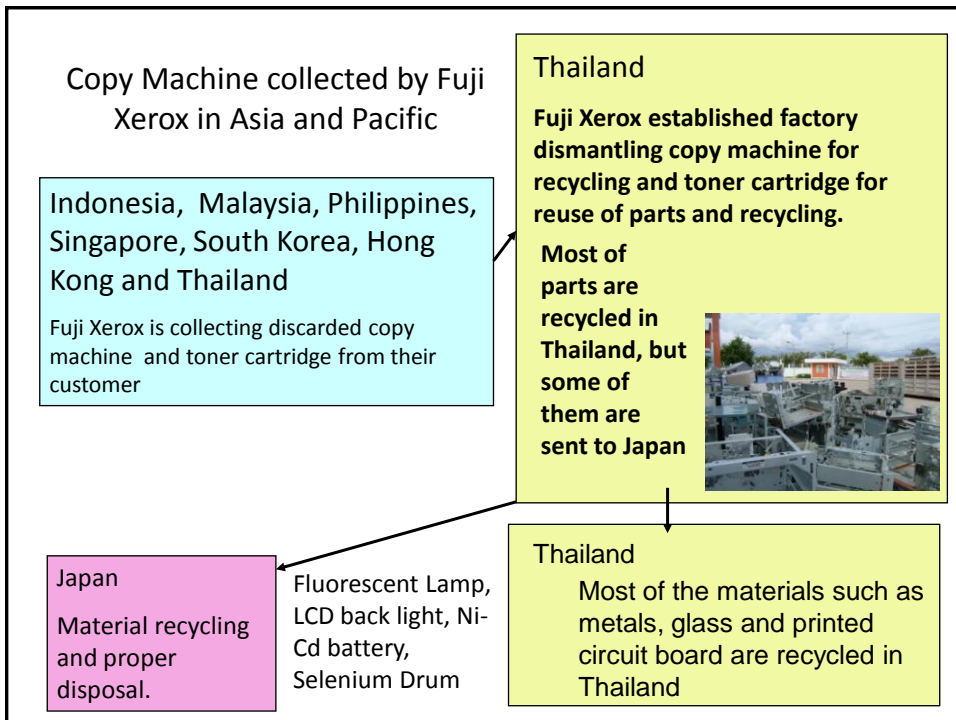 Copy Machine collected by Fuji
Xerox in Asia and Pacific
Indonesia, Malaysia, Philippines,
Singapore, South Korea, Hong
Kong and Thailand
Fuji Xerox is collecting discarded copy
machine and toner cartridge from their
customer
Thailand
Fuji Xerox established factory
dismantling copy machine for
recycling and toner cartridge for
reuse of parts and recycling.
Most of
parts are
recycled in
Thailand, but
some of
them are
sent to Japan
Japan
Material recycling
and proper
disposal.
Fluorescent Lamp,
LCD back light, Ni-
Cd battery,
Selenium Drum
Thailand
Most of the materials such as
metals, glass and printed
circuit board are recycled in
Thailand